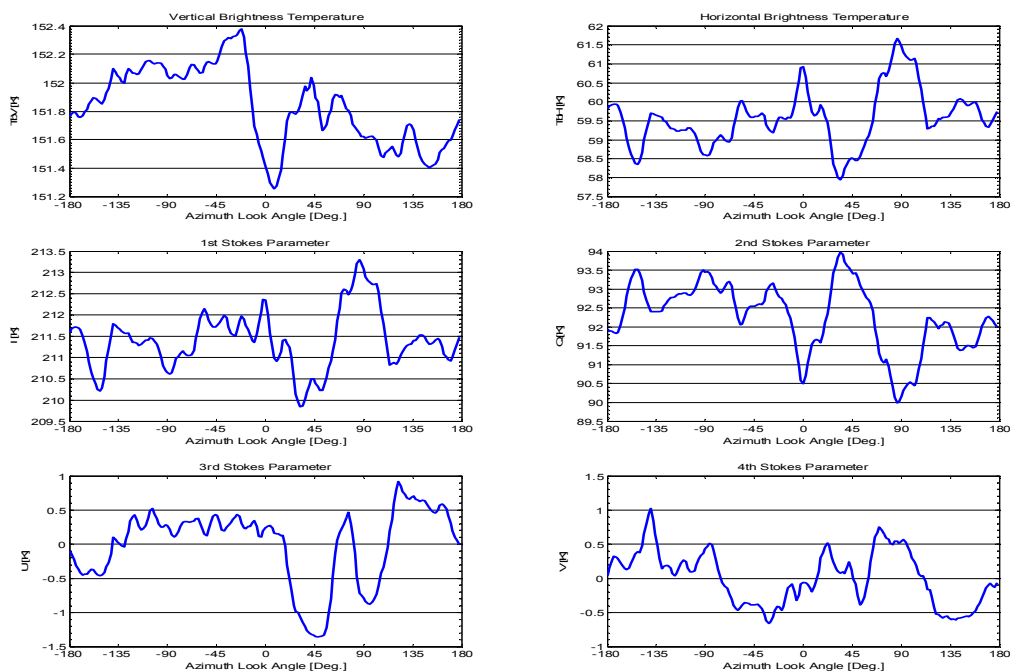 Vertical Brightness Temperature
152.4
152.2
152
151.8
151.6
151.4
151.2
TbV[K]
-180 -135 -90 -45 0 45 90 135 180
Azimuth Look Angle [Deg.]
Horizontal Brightness Temperature
62
61.5
61
60.5
60
59.5
59
58.5
58
57.5
TbH[K]
-180 -135 -90 -45 0 45 90 135 180
Azimuth Look Angle [Deg.]
1st Stokes Parameter
213.5
213
212.5
212
211.5
211
210.5
210
209.5
I [K]
-180 -135 -90 -45 0 45 90 135 180
Azimuth Look Angle [Deg.]
2nd Stokes Parameter
94
93.5
93
92.5
92
91.5
91
90.5
90
89.5
Q[K]
-180 -135 -90 -45 0 45 90 135 180
Azimuth Look Angle [Deg.]
3rd Stokes Parameter
1
0.5
0
-0.5
-1
-1.5
U[K]
-180 -135 -90 -45 0 45 90 135 180
Azimuth Look Angle [Deg.]
4th Stokes Parameter
1.5
1
0.5
0
-0.5
-1
V[K]
-180 -135 -90 -45 0 45 90 135 180
Azimuth Look Angle [Deg.]